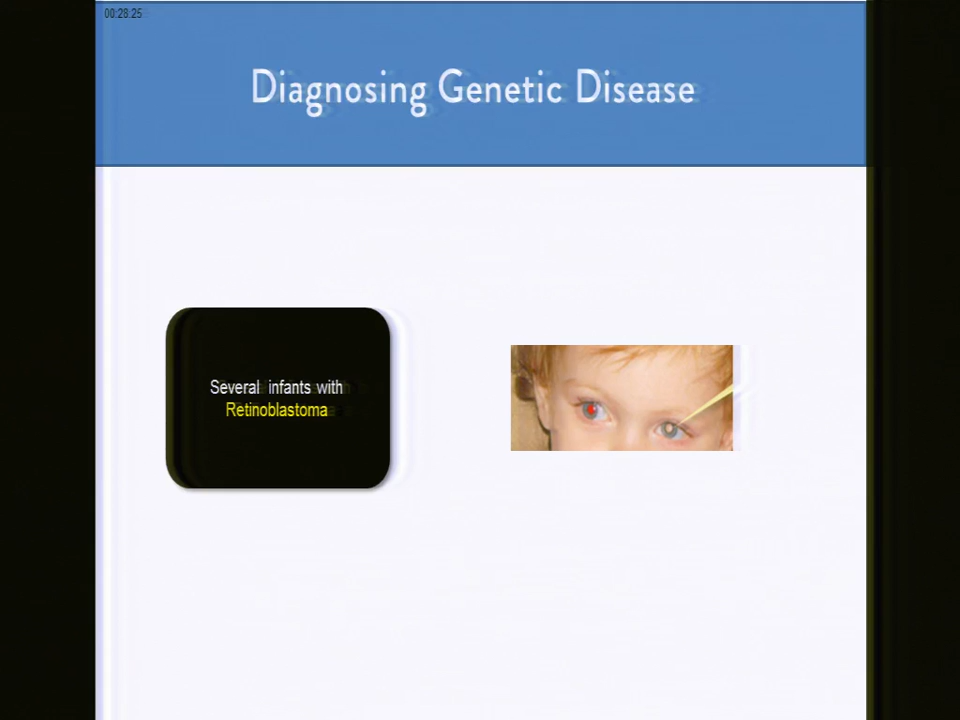 00:28:25
Diagnosing Genetic Disease
Several infants with
Retinoblastoma